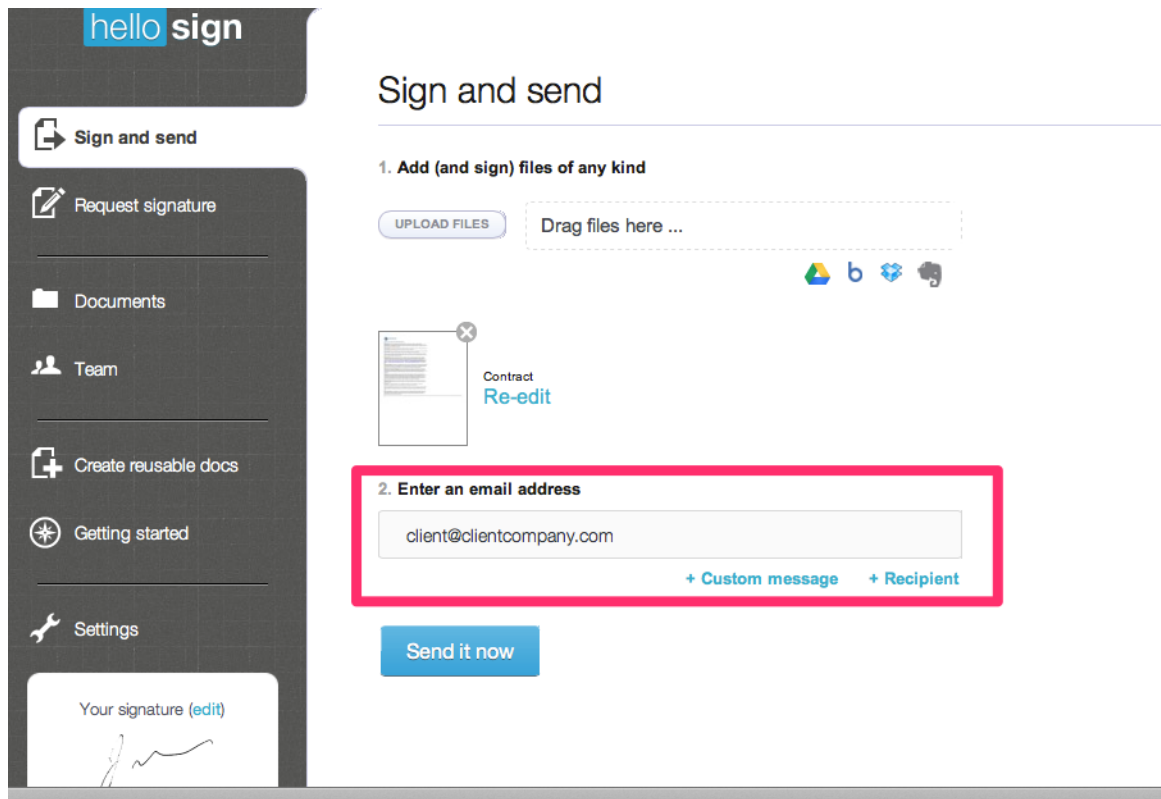 hello sign
Sign and send
Request signature
Documents
Team
Create reusable docs
Getting started
Settings
Your signature (edit)
Sign and send
1. Add (and sign) files of any kind
UPLOAD FILES
Drag files here ...
b
Contract
Re-edit
2. Enter an email address
client@clientcompany.com
+ Custom message + Recipient
Send it now